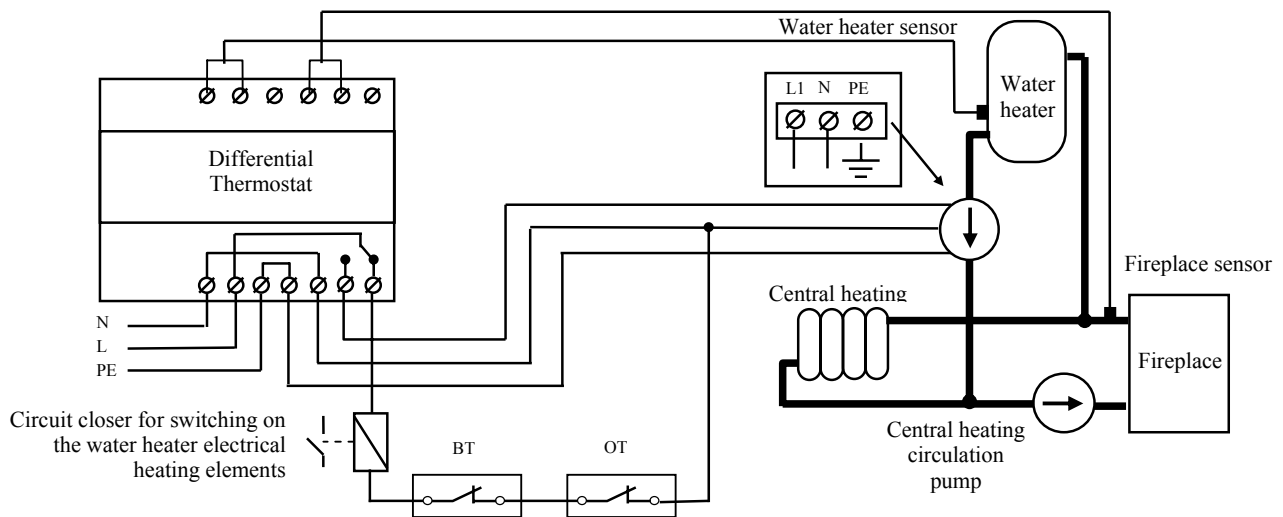 Water heater sensor
L1 N PE
Water
heater
Differential
Thermostat
Fireplace sensor
Central heating
N
L
PE
Fireplace
Circuit closer for switching on
the water heater electrical
heating elements
BT
OT
Central heating
circulation
pump